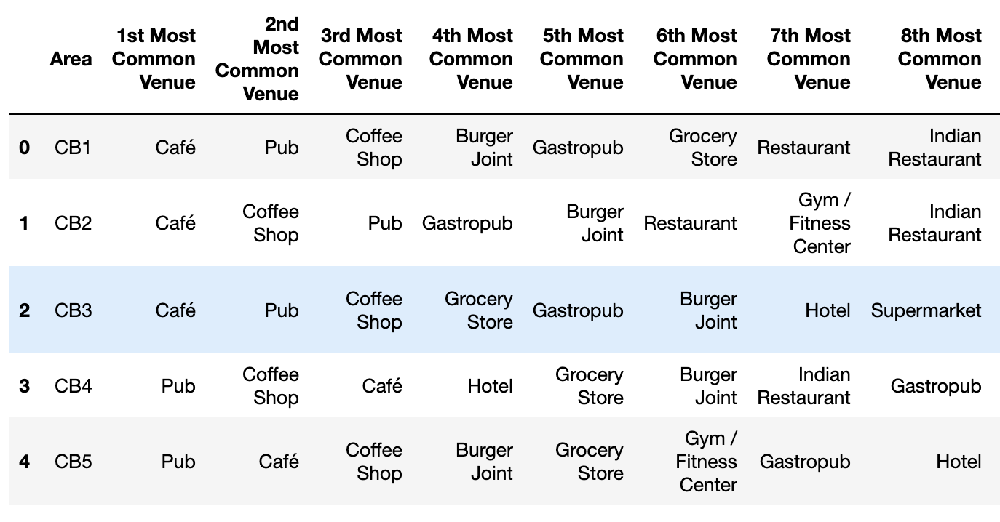 Area 1st Most Common Venue 2nd Most Common Venue 3rd Most Common Venue 4th Most Common Venue 5th Most Common Venue 6th Most Common Venue 7th Most Common Venue 8th Most Common Venue
0 CB1 Café Pub Coffee Shop Burger Joint Gastropub Grocery Store Restaurant Indian Restaurant
1 CB2 Café Coffee Shop Pub Gastropub Burger Joint Restaurant Gym / Fitness Center Indian Restaurant
2 CB3 Café Pub Coffee Shop Grocery Store Gastropub Burger Joint Hotel Supermarket
3 CB4 Pub Coffee Shop Café Hotel Grocery Store Burger Joint Indian Restaurant Gastropub
4 CB5 Pub Café Coffee Shop Burger Joint Grocery Store Gym / Fitness Center Gastropub Hotel